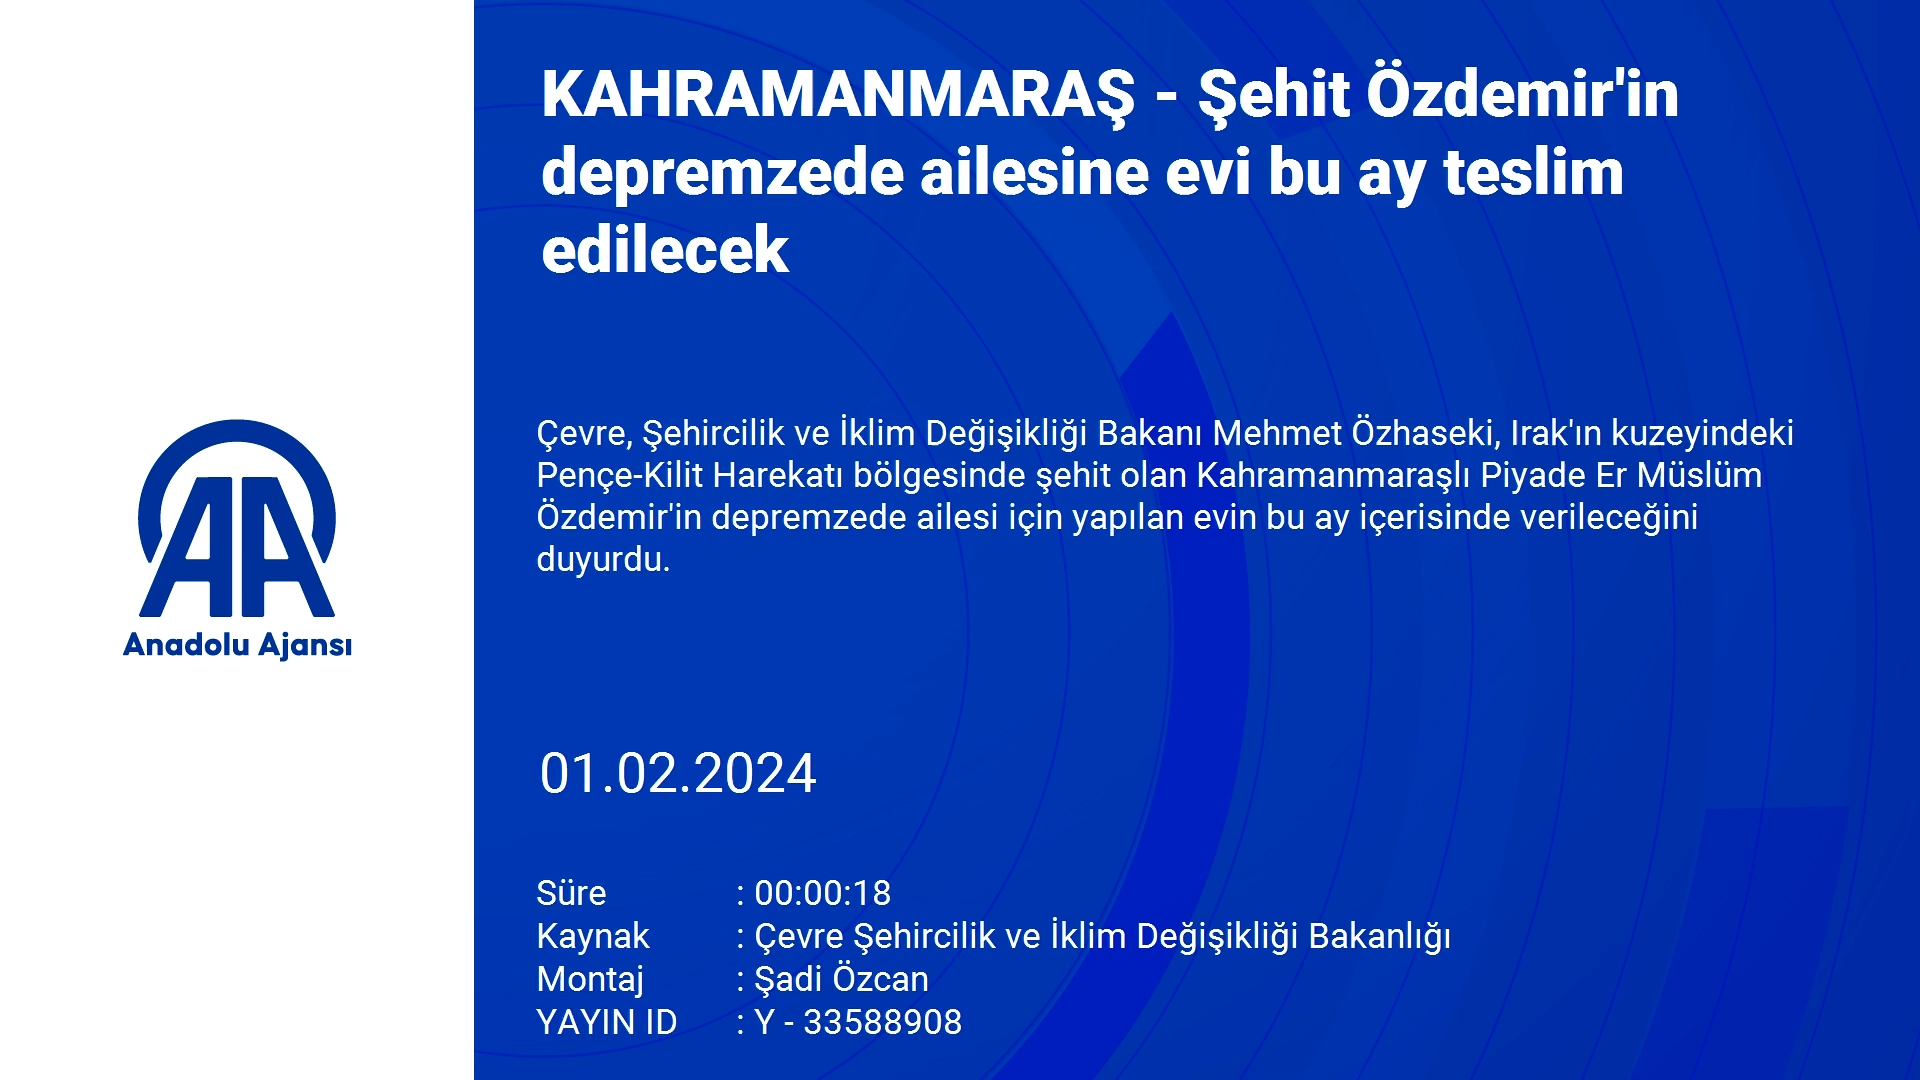 KAHRAMANMARAŞ - Şehit Özdemir'in
depremzede ailesine evi bu ay teslim
edilecek
Çevre, Şehircilik ve İklim Değişikliği Bakanı Mehmet Özhaseki, Irak'ın kuzeyindeki
Pençe-Kilit Harekatı bölgesinde şehit olan Kahramanmaraşlı Piyade Er Müslüm
Özdemir'in depremzede ailesi için yapılan evin bu ay içerisinde verileceğini
duyurdu.
AA
Anadolu Ajansı
01.02.2024
Süre : 00:00:18
Kaynak : Çevre Şehircilik ve İklim Değişikliği Bakanlığı
Montaj : Şadi Özcan
YAYIN ID : Y - 33588908